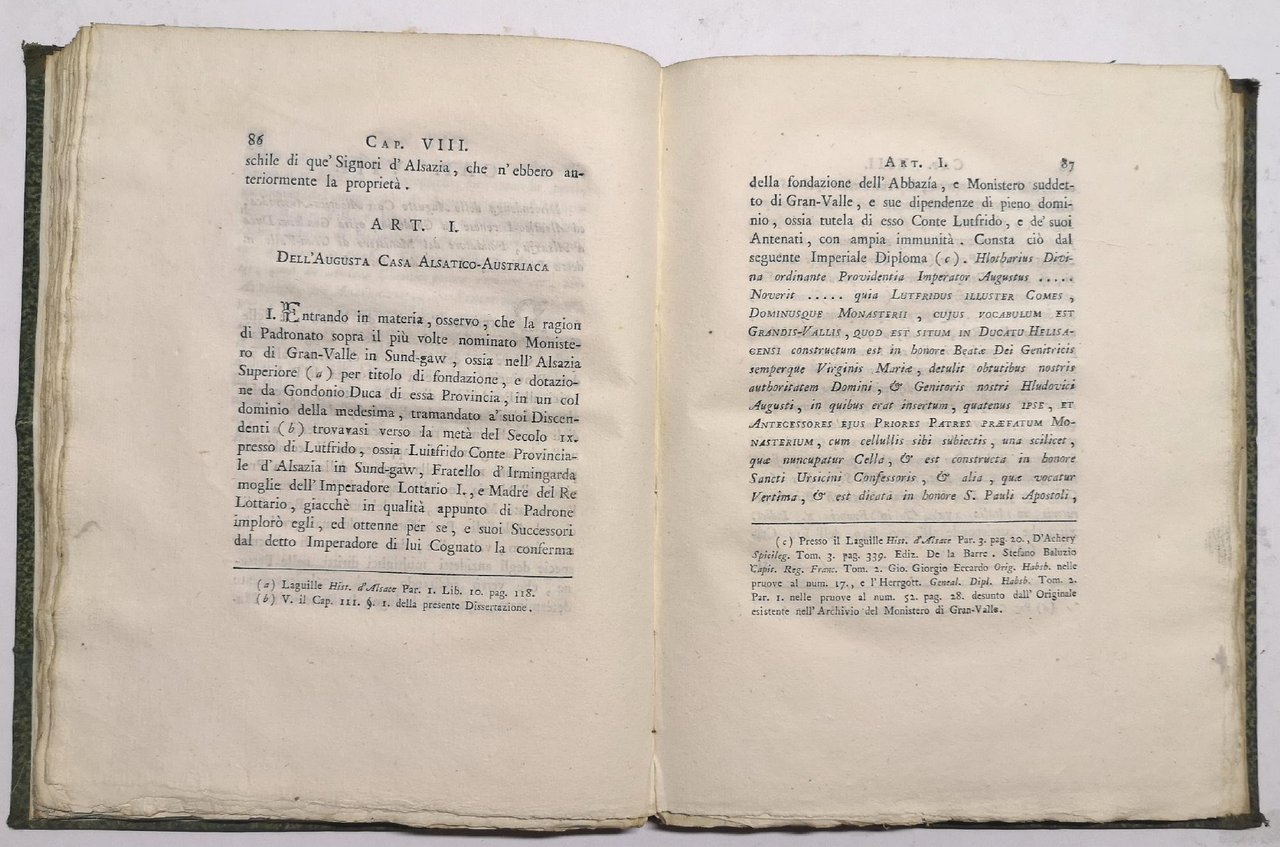 86
CAP. VIII.
schile di que' Signori d'Alsazia, che n'ebbero an-
teriormente la proprietà.
ART. I.
DELL'AUGUSTA CASA ALSATICO-AUSTRIACA
I. Entrando in materia, osservo, che la ragion
di Padronato sopra il più volte nominato Moniste-
ro di Gran-Valle in Sund-gaw, ossia nell'Alsazia
Superiore (a) per titolo di fondazione, e dotazio-
ne da Gondonio Duca di essa Provincia, in un col
dominio della medesima, tramandato a' suoi Discen-
denti (b) trovavasi verso la metà del Secolo IX.
presso di Lutfrido, ossia Luitfrido Conte Provincia-
le d'Alsazia in Sund-gaw, Fratello d'Irmingarda
moglie dell'Imperadore Lottario I., e Madre del Re
Lottario, giacchè in qualità appunto di Padrone
implorò egli, ed ottenne per se, e suoi Successori
dal detto Imperadore di lui Cognato la conferma
(a) Laguille Hist. d'Alsace Par. 1. Lib. 10. pag. 118.
(b) V. il Cap. III. §. 1. della presente Dissertazione.
ART. I.
87
della fondazione dell'Abbazía, e Monistero suddet-
to di Gran-Valle, e sue dipendenze di pieno domi-
nio, ossia tutela di esso Conte Lutfrido, e de' suoi
Antenati, con ampia immunità. Consta ciò dal
seguente Imperiale Diploma (c). Hlotharius Divi-
na ordinante Providentia Imperator Augustus .....
Noverit ..... quia LUTFRIDUS ILLUSTER COMES,
DOMINUSQUE MONASTERII, CUJUS VOCABULUM EST
GRANDIS-VALLIS, QUOD EST SITUM IN DUCATU HELISA-
CENSI constructum est in honore Beatæ Dei Genitricis
semperque Virginis Mariæ, detulit obtutibus nostris
authoritatem Domini, & Genitoris nostri Hludovici
Augusti, in quibus erat insertum, quatenus IPSE, ET
ANTECESSORES EJUS PRIORES PATRES PRÆFATUM MO-
NASTERIUM, cum cellullis sibi subiectis, una scilicet,
quæ nuncupatur Cella, & est constructa in honore
Sancti Ursicini Confessoris, & alia, quæ vocatur
Vertima, & est dicata in honore S. Pauli Apostoli,
(c) Presso il Laguille Hist. d'Alsace Par. 3. pag. 20., D'Achery
Spicileg. Tom. 3. pag. 339. Ediz. De la Barre. Stefano Baluzio
Capit. Reg. Franc. Tom. 2. Gio. Giorgio Eccardo Orig. Habsb. nelle
pruove al num. 17., e l'Herrgott. Geneal. Dipl. Habsb. Tom. 2.
Par. 1. nelle pruove al num. 52. pag. 28. desunto dall'Originale
esistente nell'Archivio del Monistero di Gran-Valle.